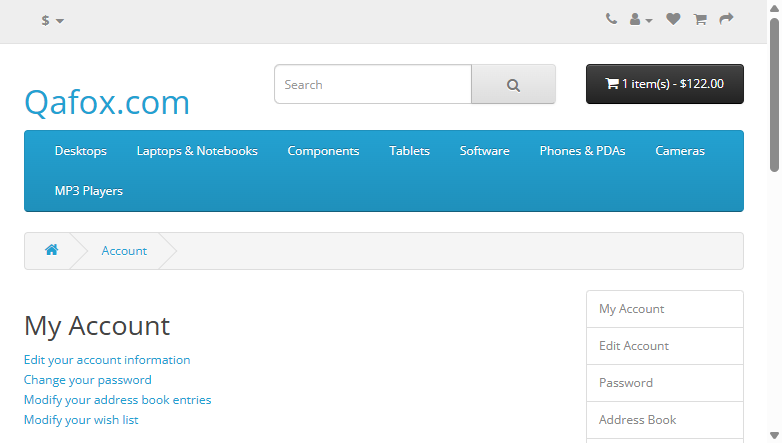 $
Qafox.com
Search
1 item(s) - $122.00
Desktops Laptops & Notebooks Components Tablets Software Phones & PDAs Cameras
MP3 Players
Account
My Account
Edit your account information
Change your password
Modify your address book entries
Modify your wish list
My Account
Edit Account
Password
Address Book